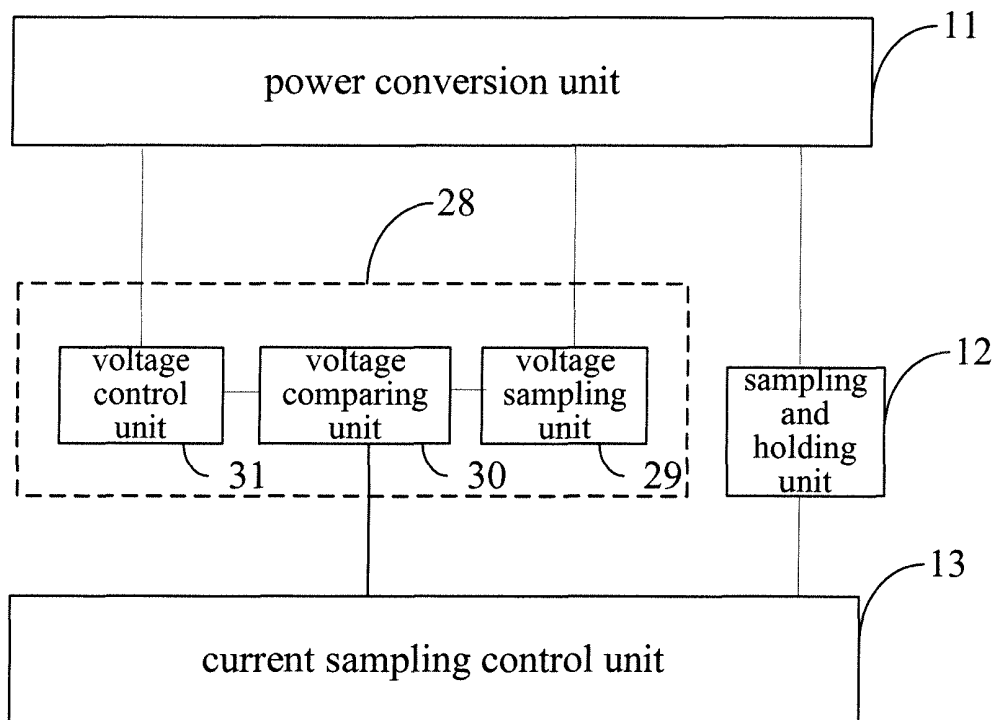 11
power conversion unit
28
voltage
control
unit
voltage
comparing
unit
voltage
sampling
unit
12
sampling
and
holding
unit
31
30
29
13
current sampling control unit